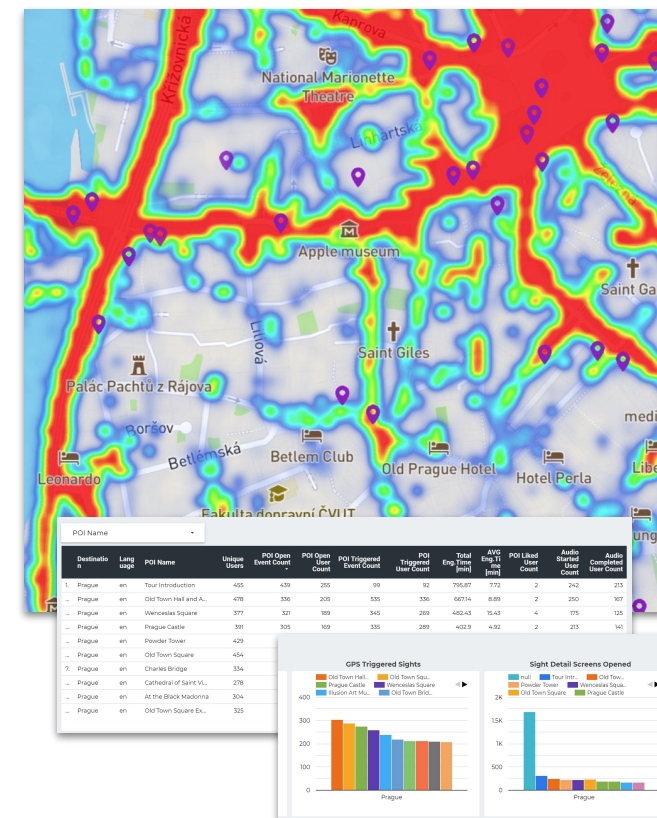 Kaprova
Křižovnická
National Marionette
Theatre
Linhartská
Železná
Apple museum
Saint Ga
Saint Giles
Liliová
Palác Pachtů z Rájova
Boršov
Betlémská
medi
Betlem Club
Old Prague Hotel
Hotel Perla
Leonardo
Libe
Fakulta dopravní ČVUT
ung
POI Name
Destinatio
n
Lang
uage
POI Name
Unique
Users
POI Open
Event Count
POI Open
User
Count
POI Triggered
Event Count
POI
Triggered
User Count
Total
Eng.Time
[min]
AVG
Eng.Ti
me
[min]
POI Liked
User
Count
Audio
Started
User
Count
Audio
Completed
User Count
1. Prague en Tour Introduction 455 439 255 99 92 795.87 7.72 2 242 213
... Prague en Old Town Hall and A... 478 336 205 535 336 667.14 8.89 2 250 167
... Prague en Wenceslas Square 377 321 189 345 269 482.43 15.43 4 175 125
... Prague en Prague Castle 391 305 169 335 289 402.9 4.92 2 213 141
... Prague en Powder Tower 429
... Prague en Old Town Square 454
7. Prague en Charles Bridge 334
... Prague en Cathedral of Saint Vi... 278
... Prague en At the Black Madonna 304
... Prague en Old Town Square Ex... 325
GPS Triggered Sights
Old Town Hall... Old Town Squ...
Prague Castle Wenceslas Square
Illusion Art Mu... Old Town Brid...
400
300
200
100
0
Prague
Sight Detail Screens Opened
null Tour Intr... Old Tow...
Powder Tower Wenceslas Squa...
Old Town Square Prague Castle
2K
1.5K
1K
500
0
Prague